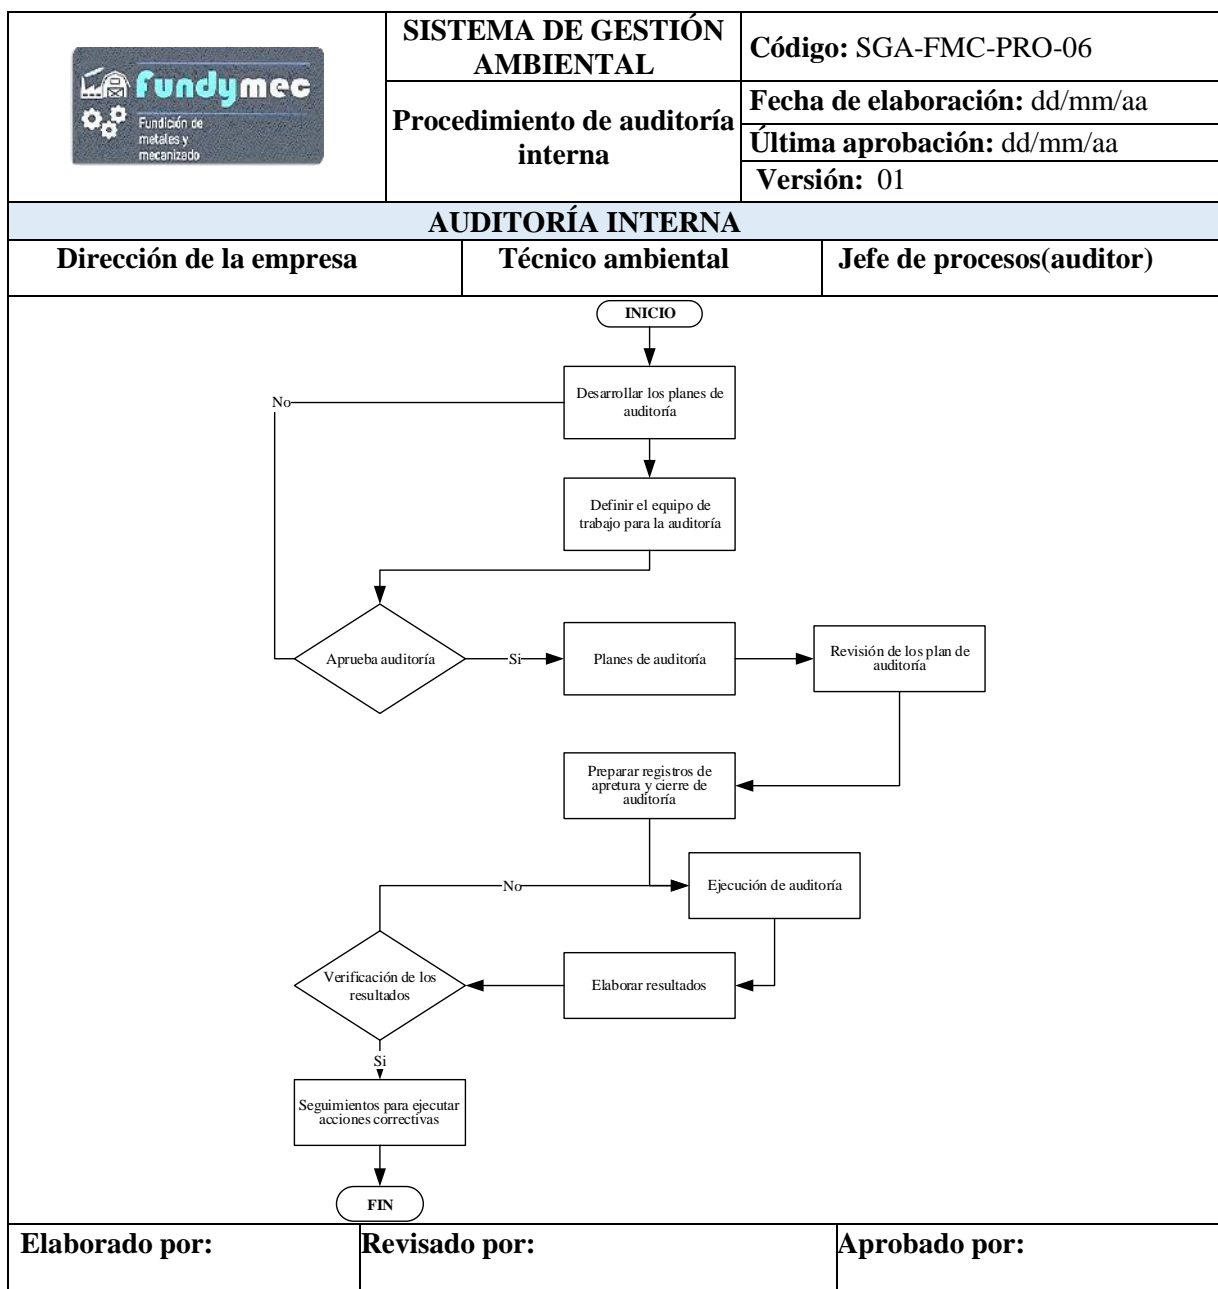 fundymec
Fundición de
metales y
mecanizado
SISTEMA DE GESTIÓN
AMBIENTAL
Procedimiento de auditoría
interna
Código: SGA-FMC-PRO-06
Fecha de elaboración: dd/mm/aa
Última aprobación: dd/mm/aa
Versión: 01
AUDITORÍA INTERNA
Dirección de la empresa
Técnico ambiental
Jefe de procesos(auditor)
INICIO
Desarrollar los planes de
auditoría
No
Definir el equipo de
trabajo para la auditoría
Aprueba auditoría
Si
Planes de auditoría
Revisión de los plan de
auditoría
Preparar registros de
apretura y cierre de
auditoría
No
Ejecución de auditoría
Verificación de los
resultados
Elaborar resultados
Si
Seguimientos para ejecutar
acciones correctivas
FIN
Elaborado por:
Revisado por:
Aprobado por: